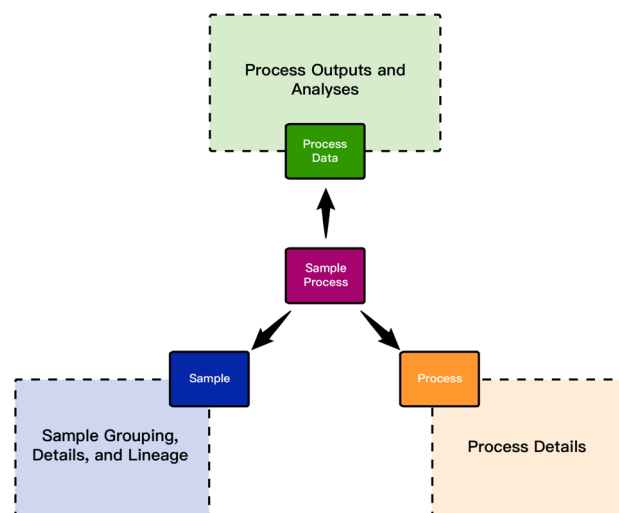 Process Outputs and
Analyses
Process
Data
Sample
Process
Sample
Process
Sample Grouping,
Details, and Lineage
Process Details